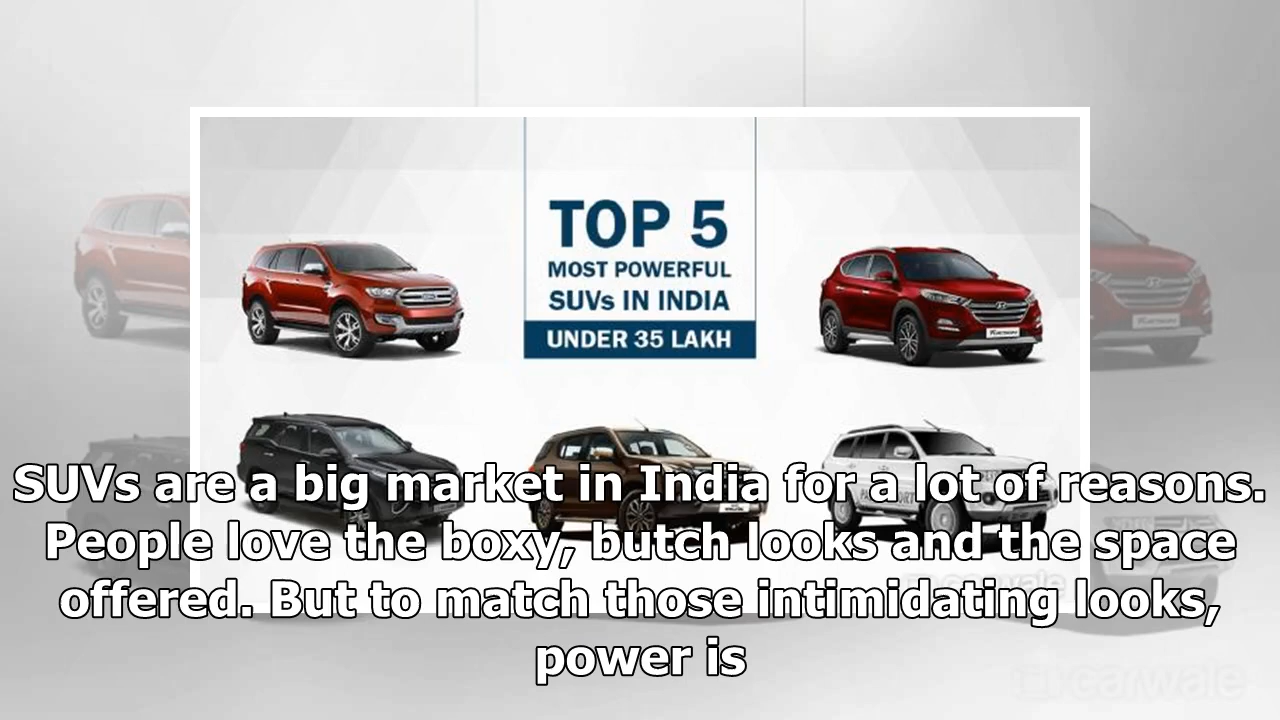 TOP 5
MOST POWERFUL
SUVs IN INDIA
UNDER 35 LAKH
SUVs are a big market in India for a lot of reasons.
People love the boxy, butch looks and the space
offered. But to match those intimidating looks,
power is
carwale